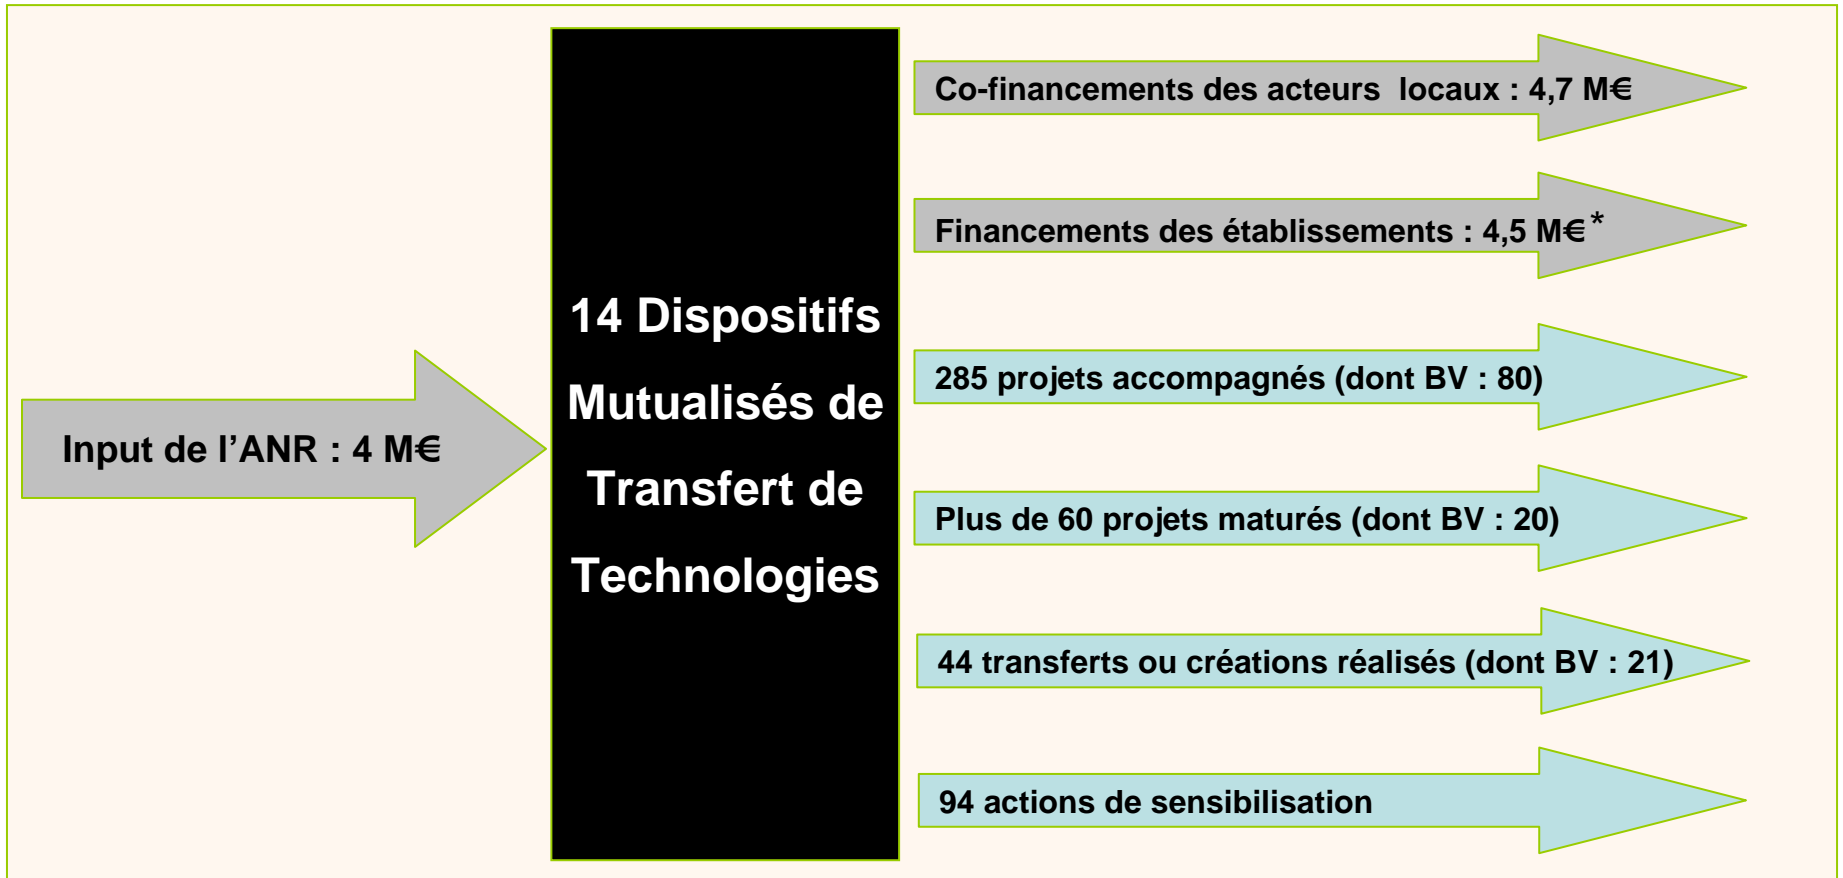 Input de l’ANR : 4 M€
14 Dispositifs
Mutualisés de
Transfert de
Technologies
Co-financements des acteurs locaux : 4,7 M€
Financements des établissements : 4,5 M€*
285 projets accompagnés (dont BV : 80)
Plus de 60 projets maturés (dont BV : 20)
44 transferts ou créations réalisés (dont BV : 21)
94 actions de sensibilisation